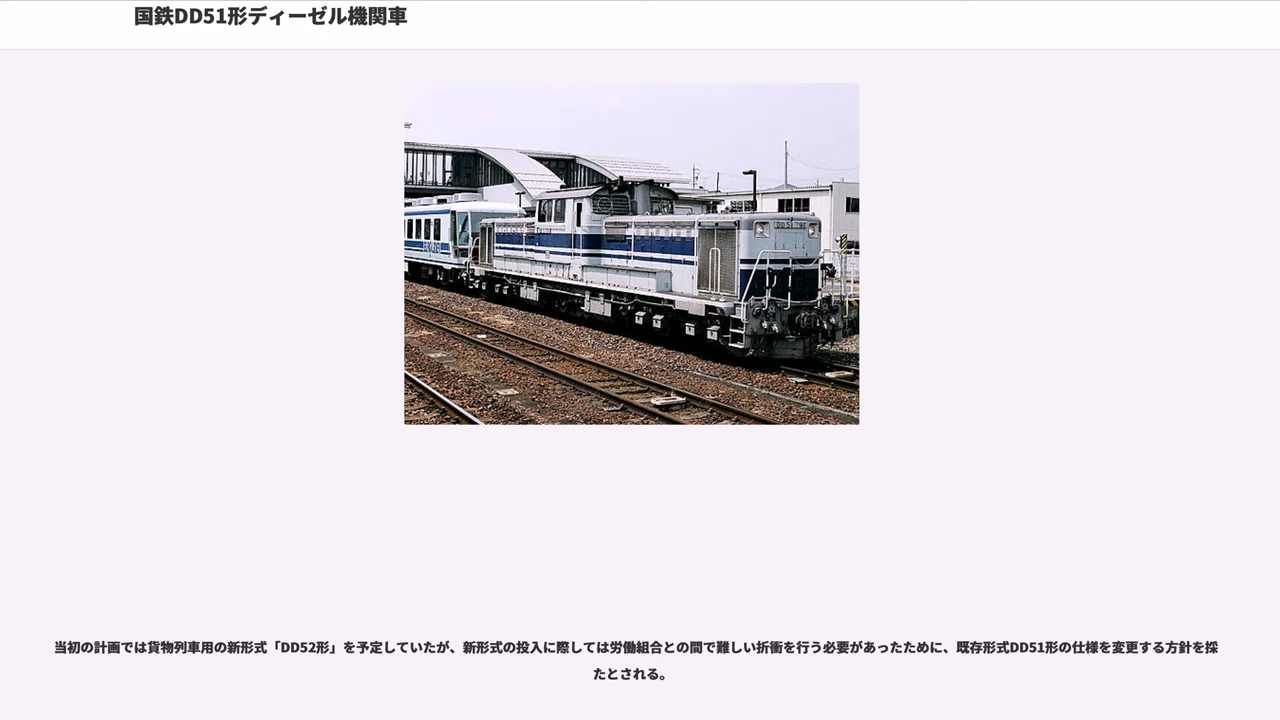 国鉄DD51形ディーゼル機関車
当初の計画では貨物列車用の新形式「DD52形」を予定していたが、新形式の投入に際しては労働組合との間で難しい折衝を行う必要があったために、既存形式DD51形の仕様を変更する方針を採
たとされる。